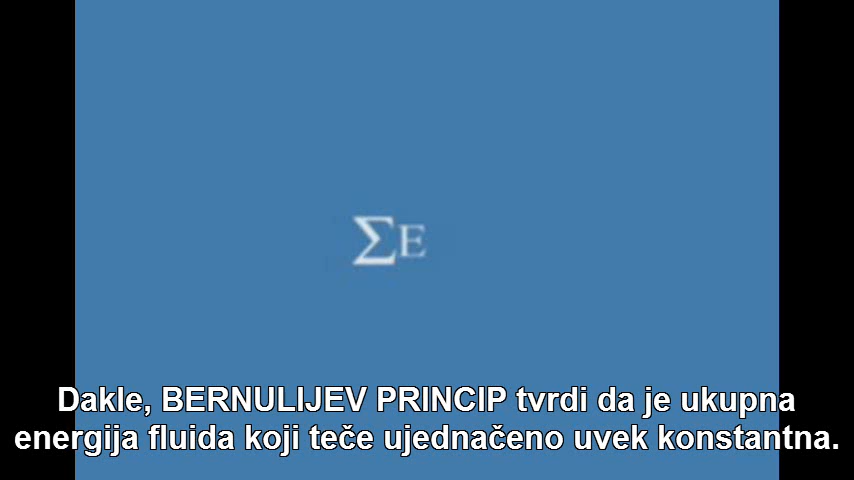 ΣE
Dakle, BERNULIJEV PRINCIP tvrdi da je ukupna
energija fluida koji teče ujednačeno uvek konstantna.